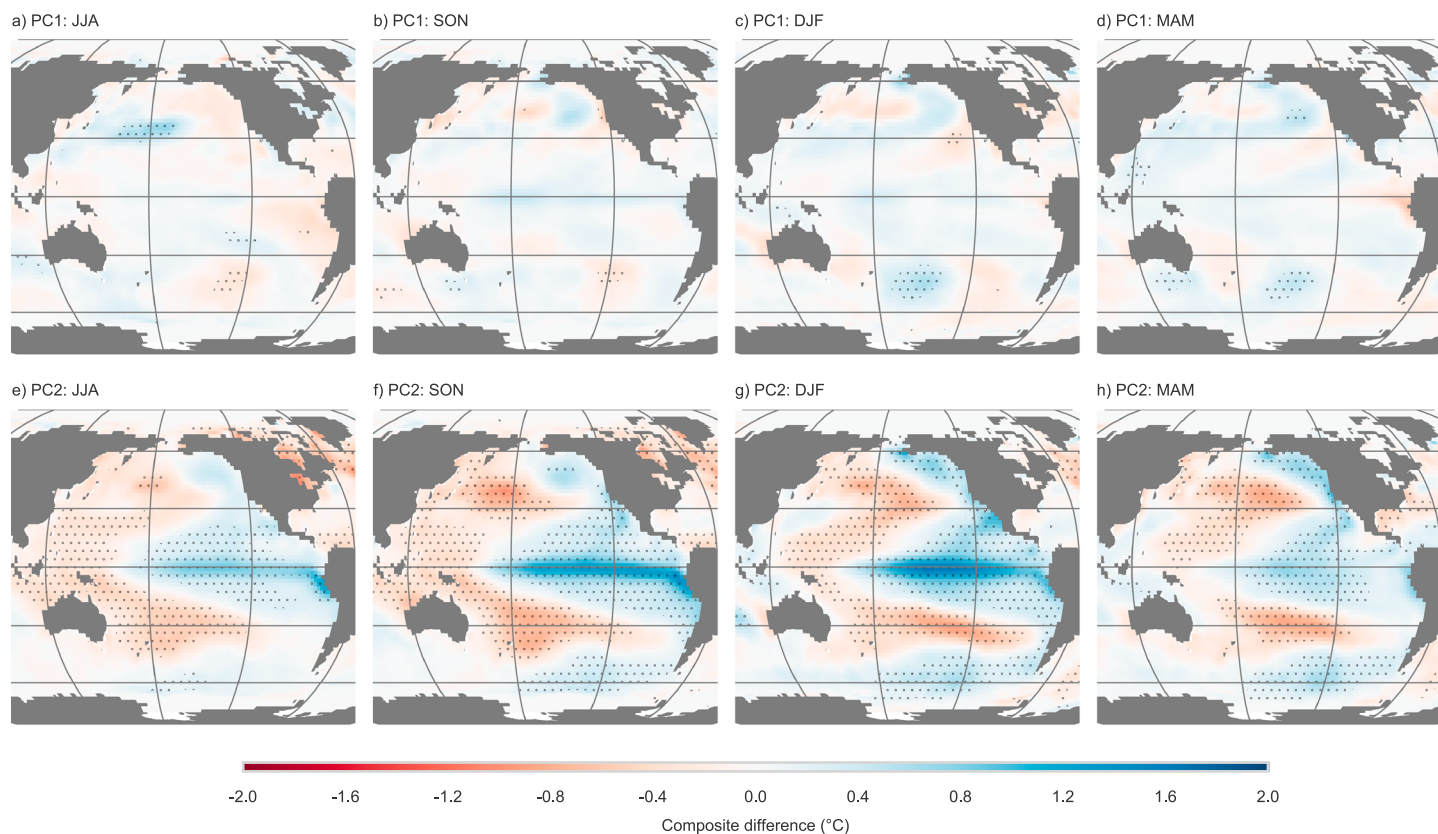 a) PC1: JJA
b) PC1: SON
c) PC1: DJF
d) PC1: MAM
e) PC2: JJA
f) PC2: SON
g) PC2: DJF
h) PC2: MAM
-2.0 -1.6 -1.2 -0.8 -0.4 0.0 0.4 0.8 1.2 1.6 2.0
Composite difference (°C)